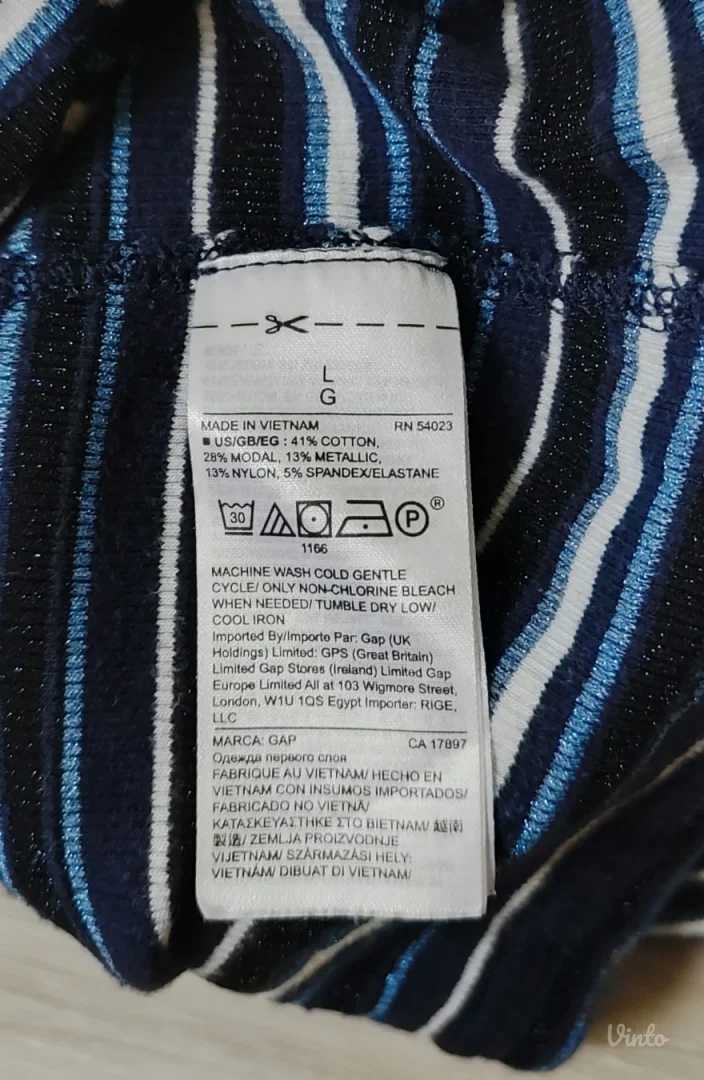 L
G
MADE IN VIETNAM RN 54023
■ US/GB/EG : 41% COTTON,
28% MODAL, 13% METALLIC,
13% NYLON, 5% SPANDEX/ELASTANE
30 P ®
1166
MACHINE WASH COLD GENTLE
CYCLE/ ONLY NON-CHLORINE BLEACH
WHEN NEEDED/ TUMBLE DRY LOW/
COOL IRON
Imported By/Importe Par: Gap (UK
Holdings) Limited: GPS (Great Britain)
Limited Gap Stores (Ireland) Limited Gap
Europe Limited All at 103 Wigmore Street,
London, W1U 1QS Egypt Importer: RIGE,
LLC
MARCA: GAP CA 17897
Одежда первого слоя
FABRIQUE AU VIETNAM/ HECHO EN
VIETNAM CON INSUMOS IMPORTADOS/
FABRICADO NO VIETNÃ/
ΚΑΤΑΣΚΕΥΑΣΤΗΚΕ ΣΤΟ ΒΙΕΤΝΑΜ/ 越南
製造/ ZEMLJA PROIZVODNJE
VIJETNAM/ SZÁRMAZÁSI HELY:
VIETNÁM/ DIBUAT DI VIETNAM/
Vinto